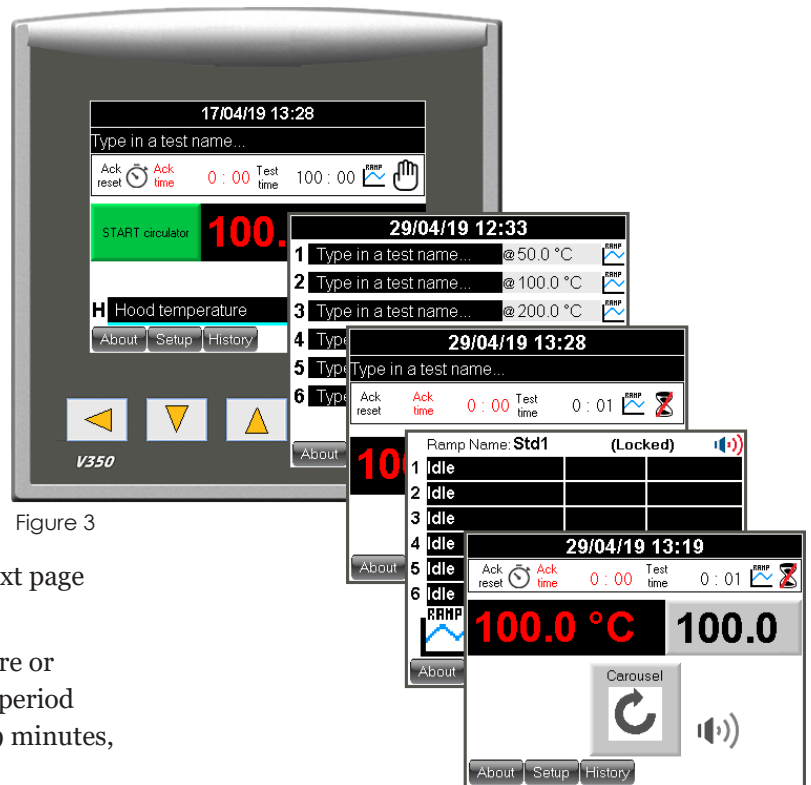 17/04/19 13:28
Type in a test name...
Ack reset Ack time 0 : 00 Test time 100 : 00 RAMP
START circulator 100.
H Hood temperature
About Setup History
V350
29/04/19 12:33
1 Type in a test name... @ 50.0 °C RAMP
2 Type in a test name... @ 100.0 °C RAMP
3 Type in a test name... @ 200.0 °C RAMP
4 Type
5 Type
6 Type
About
29/04/19 13:28
Type in a test name...
Ack reset Ack time 0 : 00 Test time 0 : 01 RAMP
10
About
Ramp Name: Std1 (Locked)
1 Idle
2 Idle
3 Idle
4 Idle
5 Idle
6 Idle
RAMP
About
29/04/19 13:19
Ack reset Ack time 0 : 00 Test time 0 : 01 RAMP
100.0 °C 100.0
Carousel
About Setup History
Figure 3
xt page
re or
period
minutes,